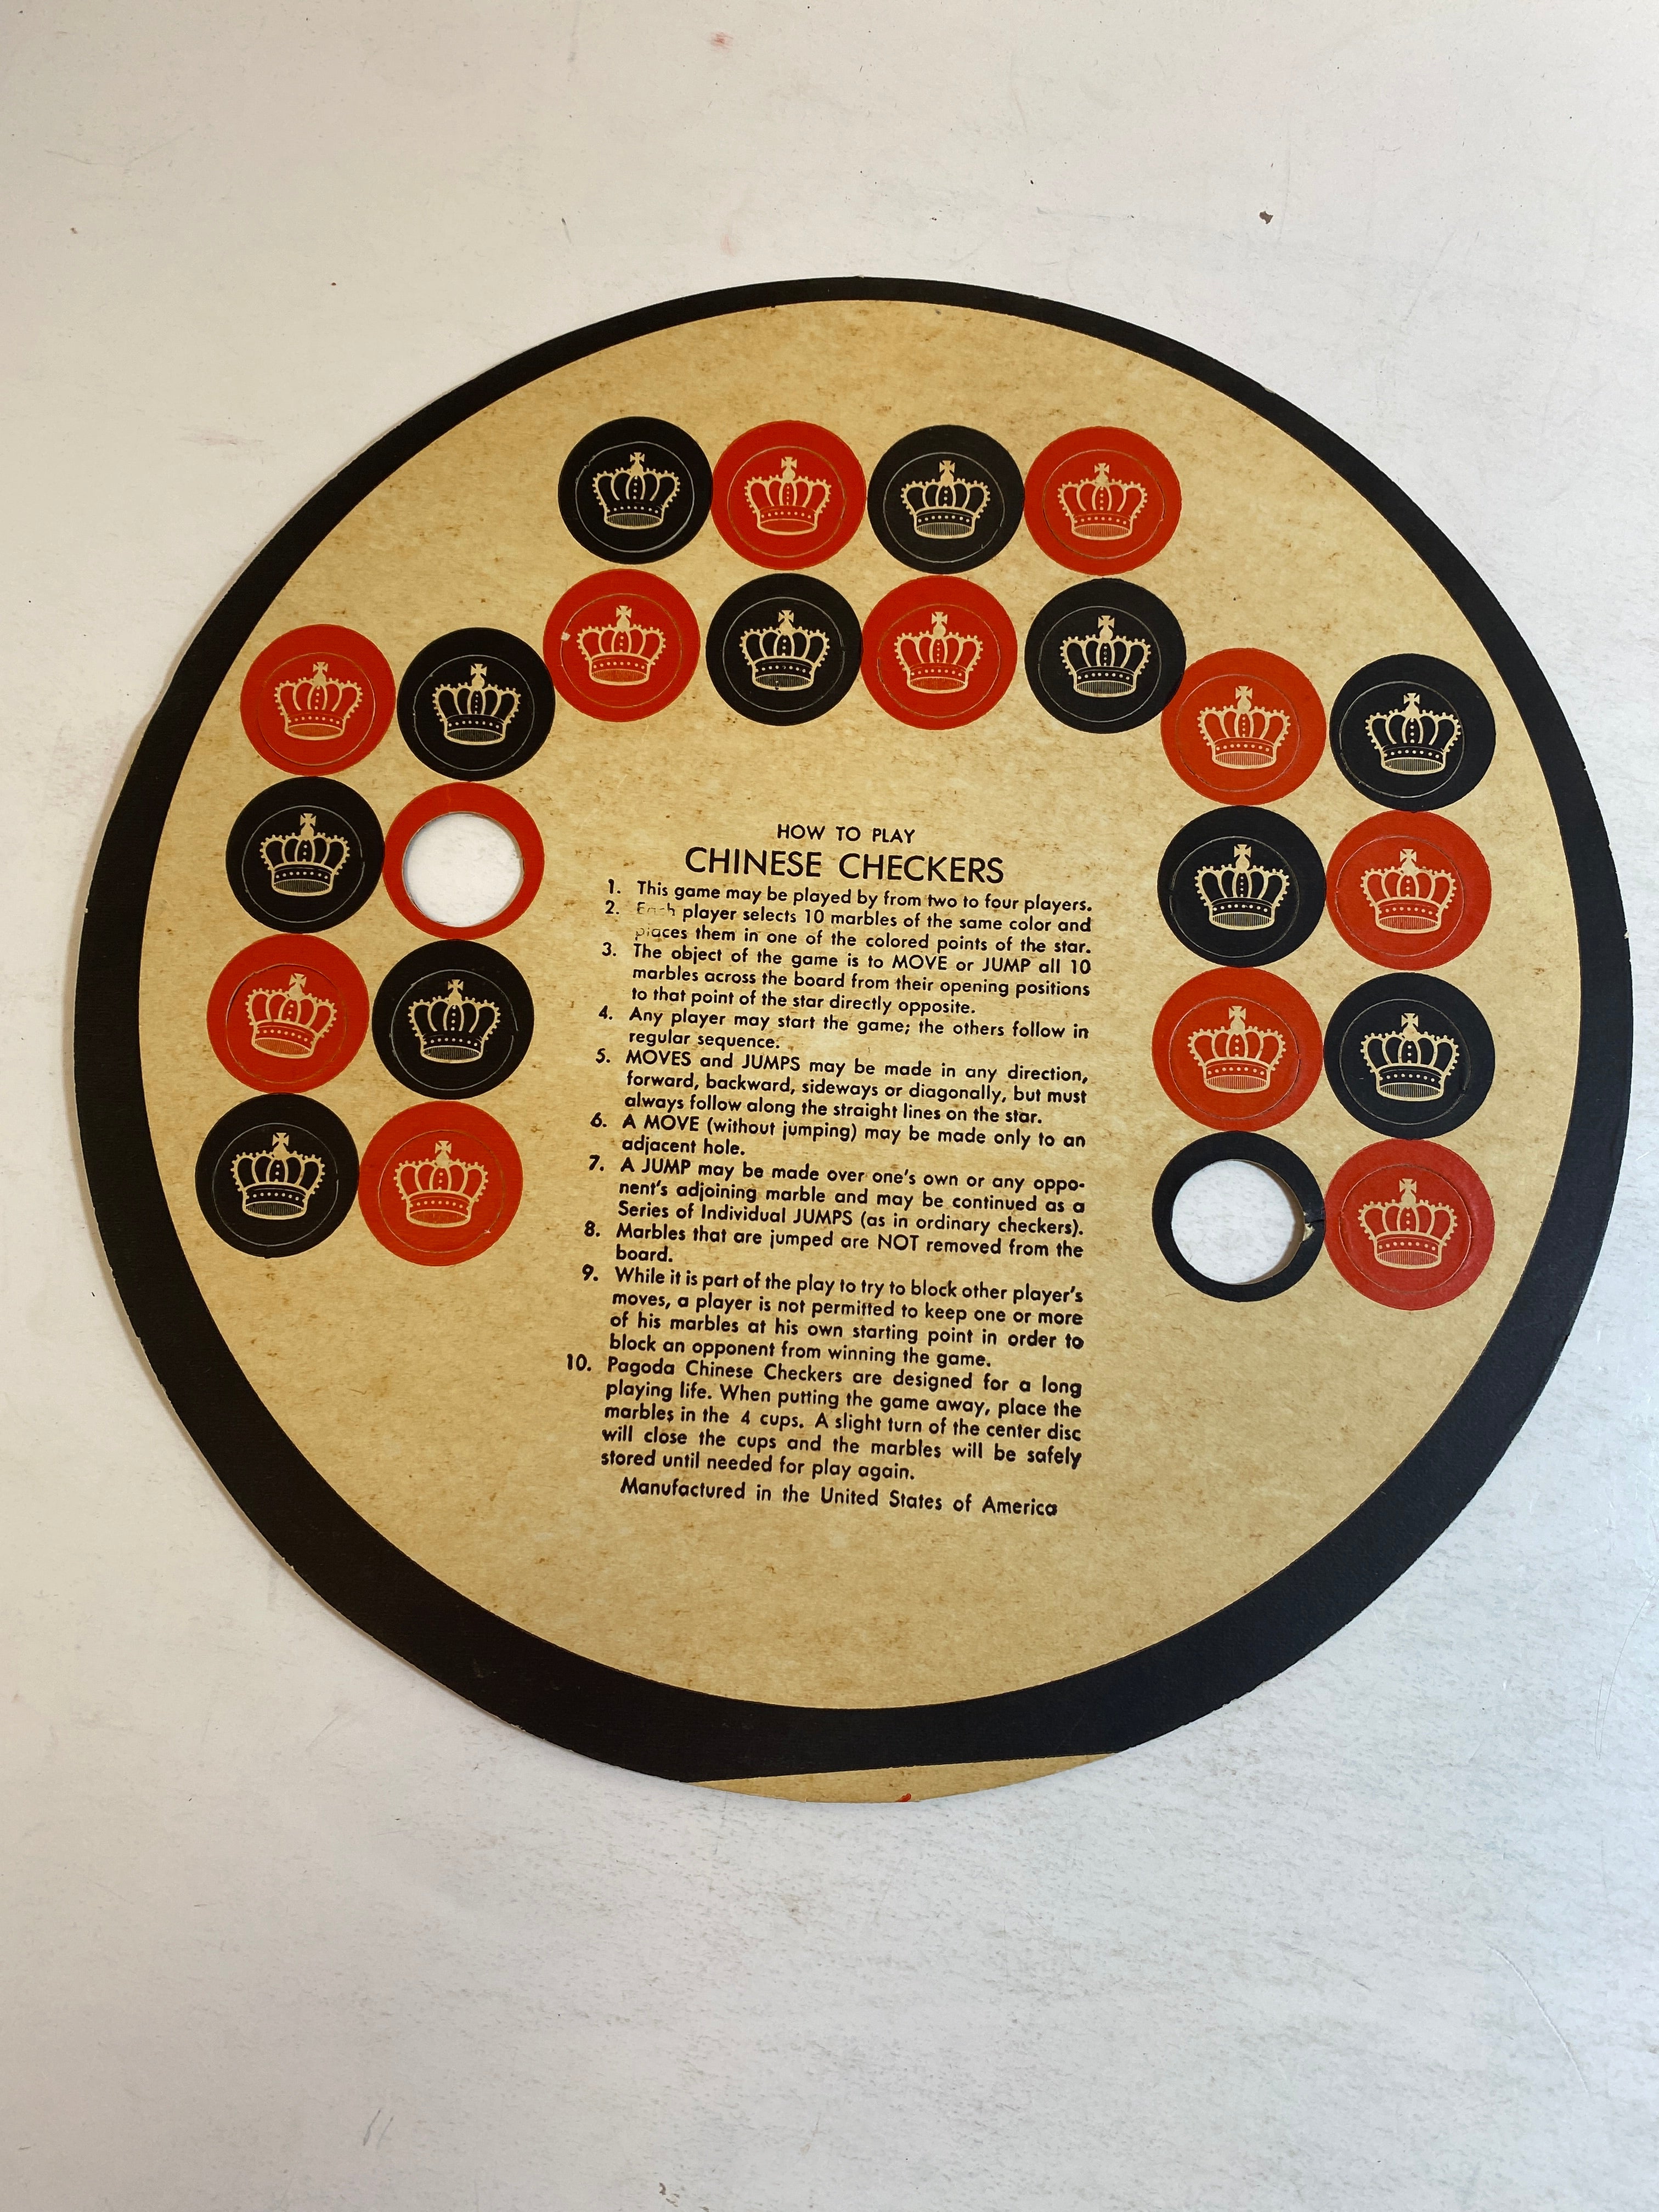 HOW TO PLAY
CHINESE CHECKERS
1. This game may be played by from two to four players.
2. Each player selects 10 marbles of the same color and
places them in one of the colored points of the star.
3. The object of the game is to MOVE or JUMP all 10
marbles across the board from their opening positions
to that point of the star directly opposite.
4. Any player may start the game; the others follow in
regular sequence.
5. MOVES and JUMPS may be made in any direction,
forward, backward, sideways or diagonally, but must
always follow along the straight lines on the star.
6. A MOVE (without jumping) may be made only to an
adjacent hole.
7. A JUMP may be made over one's own or any oppo-
nent's adjoining marble and may be continued as a
Series of Individual JUMPS (as in ordinary checkers).
8. Marbles that are jumped are NOT removed from the
board.
9. While it is part of the play to try to block other player's
moves, a player is not permitted to keep one or more
of his marbles at his own starting point in order to
block an opponent from winning the game.
10. Pagoda Chinese Checkers are designed for a long
playing life. When putting the game away, place the
marbles in the 4 cups. A slight turn of the center disc
will close the cups and the marbles will be safely
stored until needed for play again.
Manufactured in the United States of America